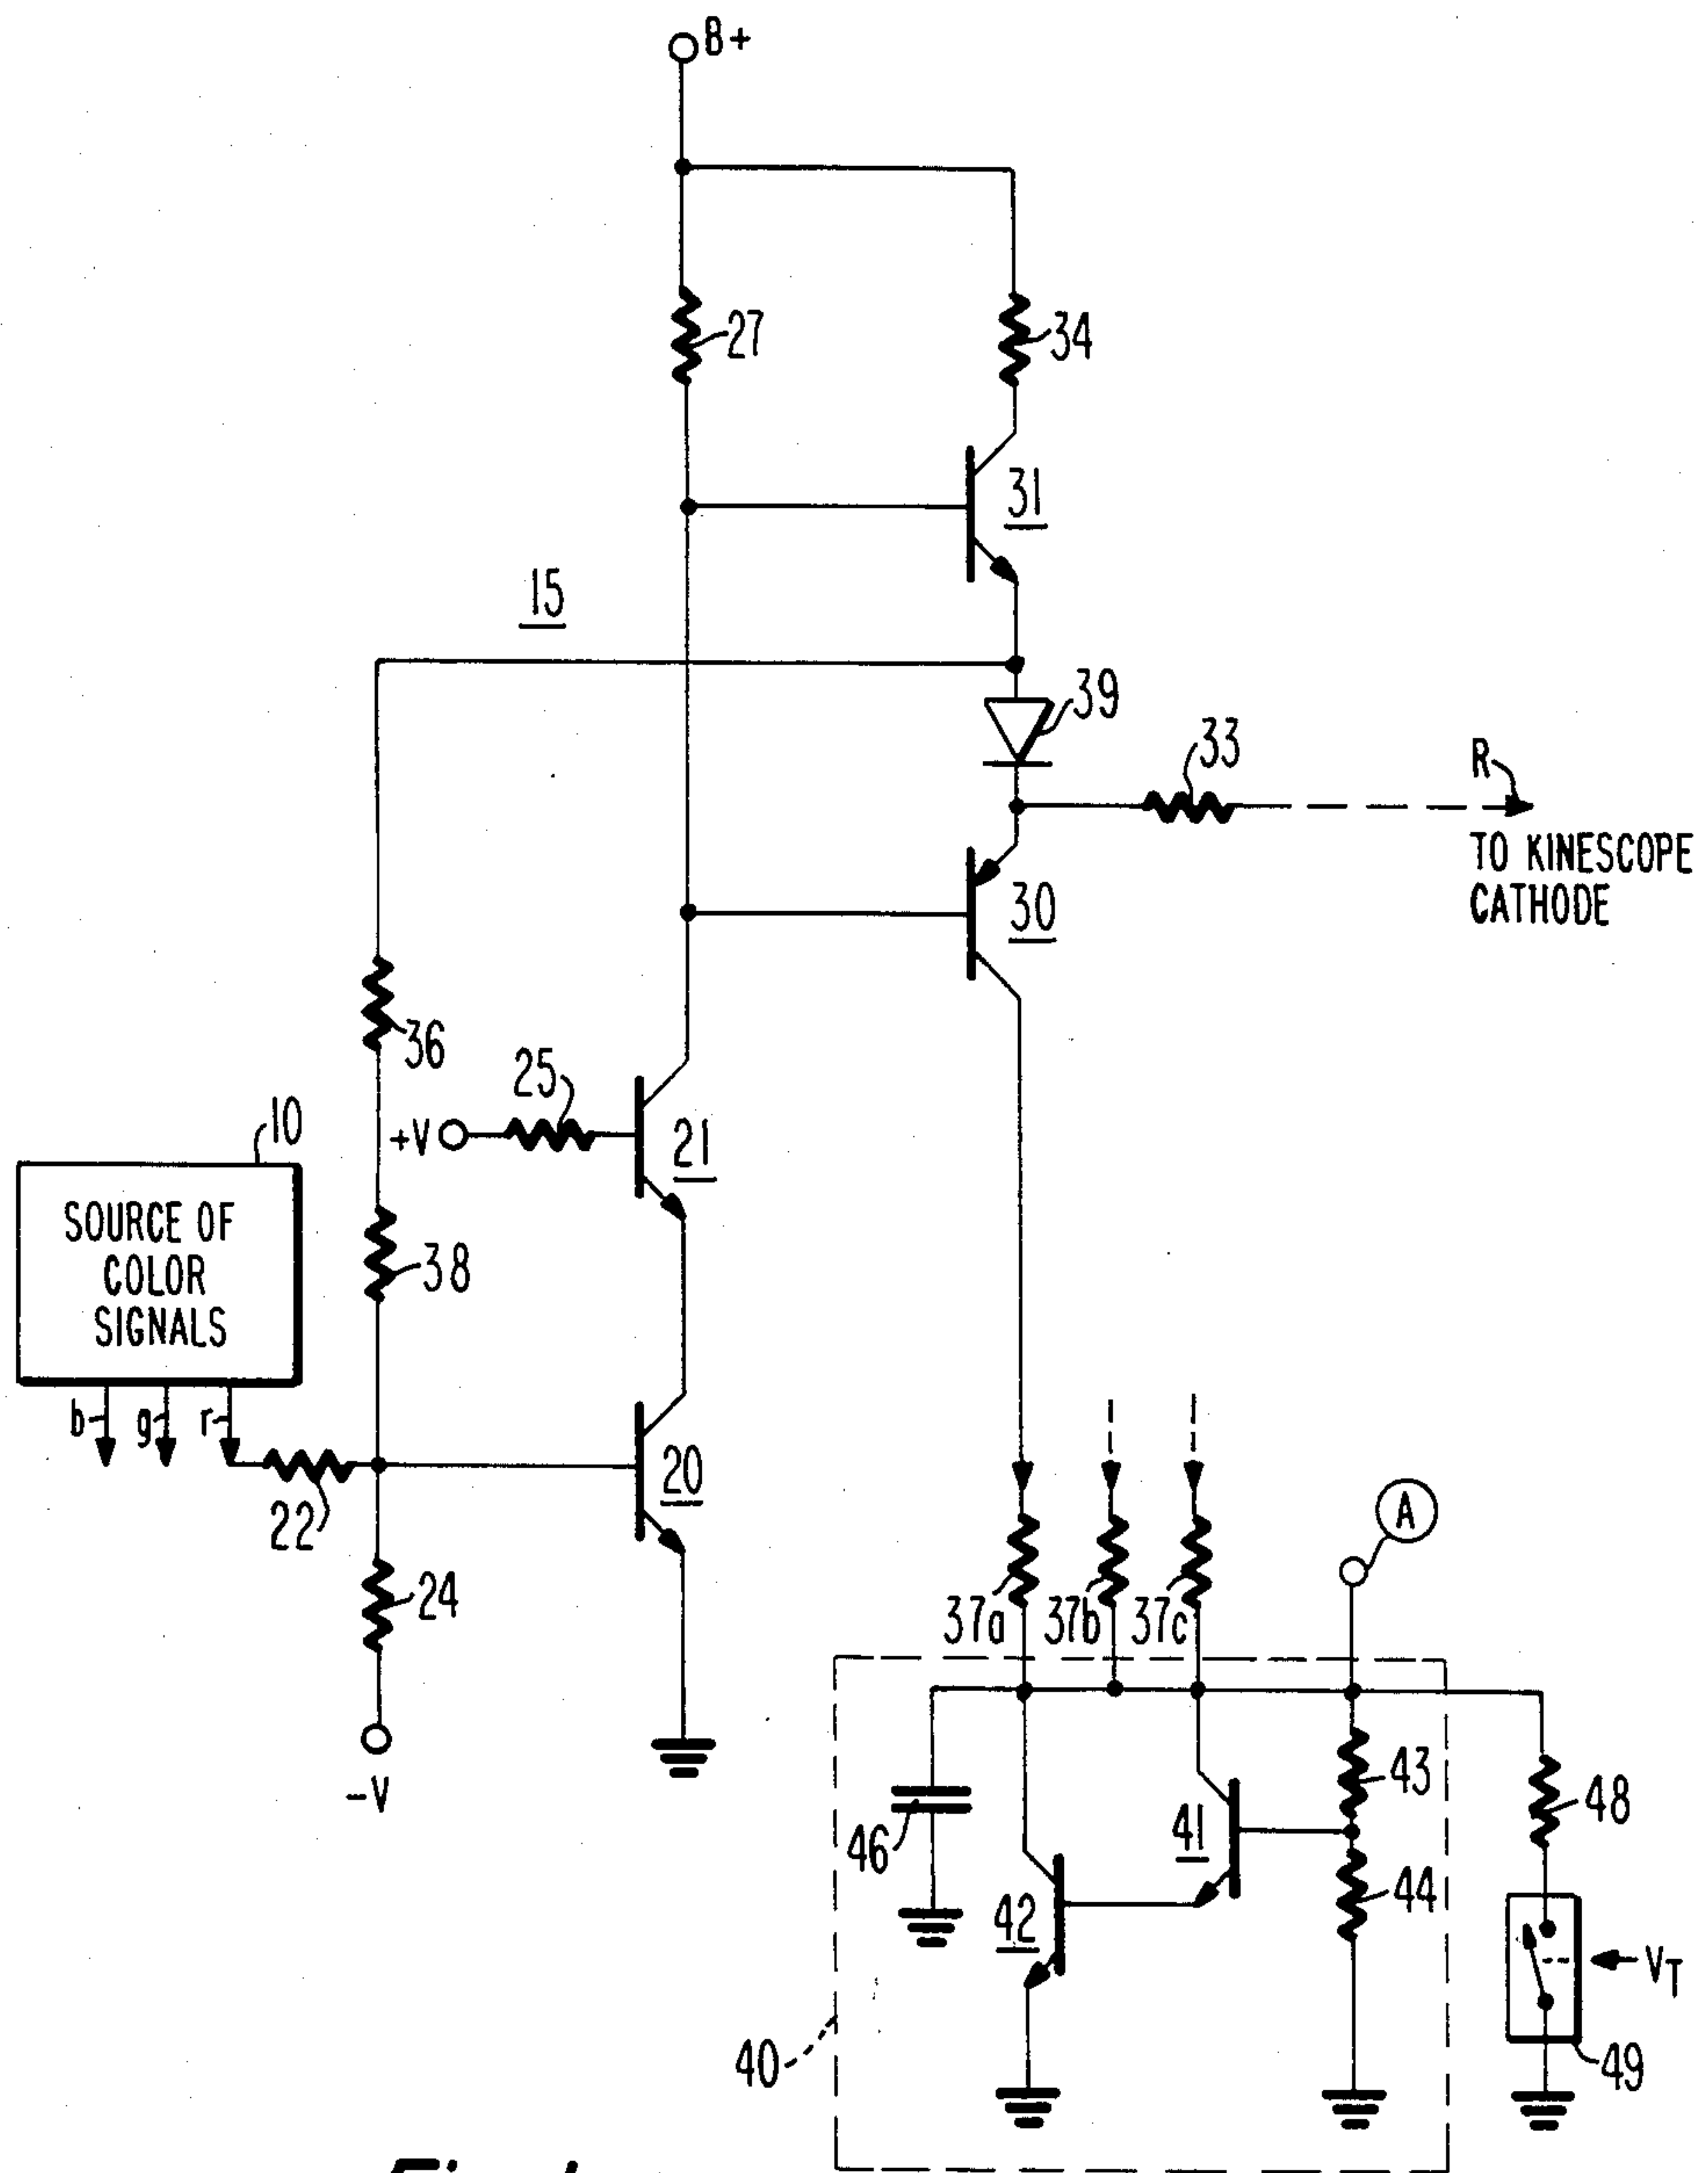 B+
27
34
31
15
39
33
R
TO KINESCOPE
CATHODE
30
36
25
10
+V
21
SOURCE OF
COLOR
SIGNALS
38
b
g
r
20
22
A
24
37a
37b
37c
-V
43
48
41
46
44
42
VT
40
49